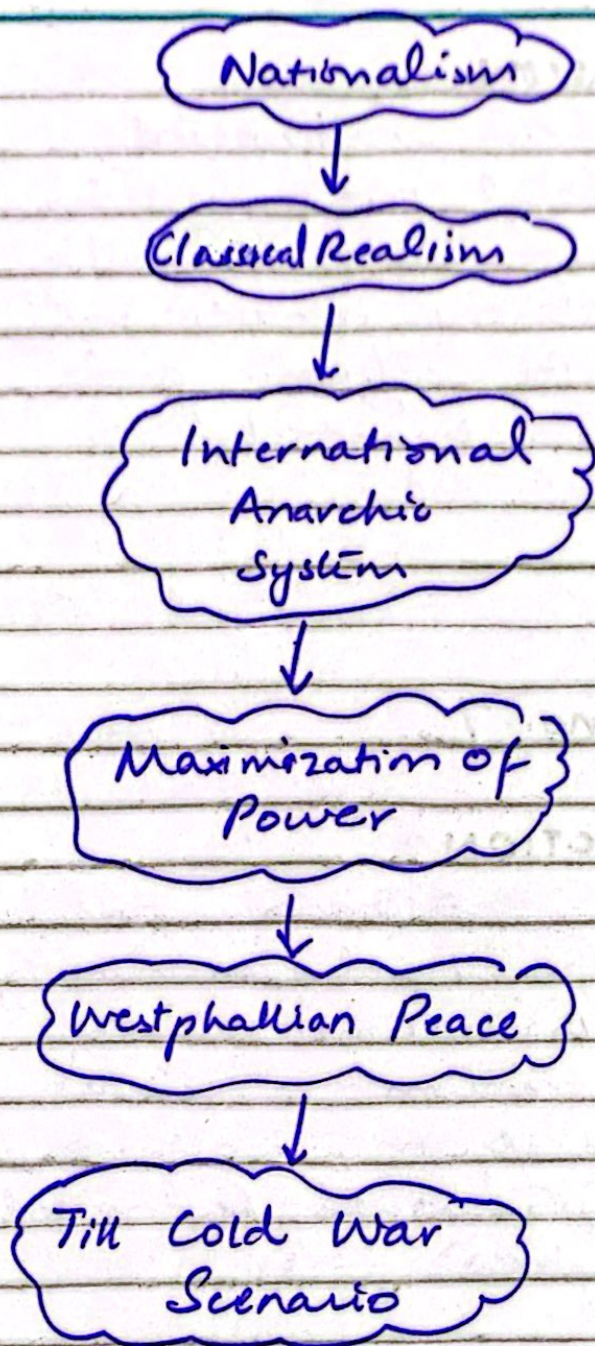 Nationalism
Classical Realism
International
Anarchic
System
Maximization of
Power
Westphallian Peace
Till Cold War
Scenario